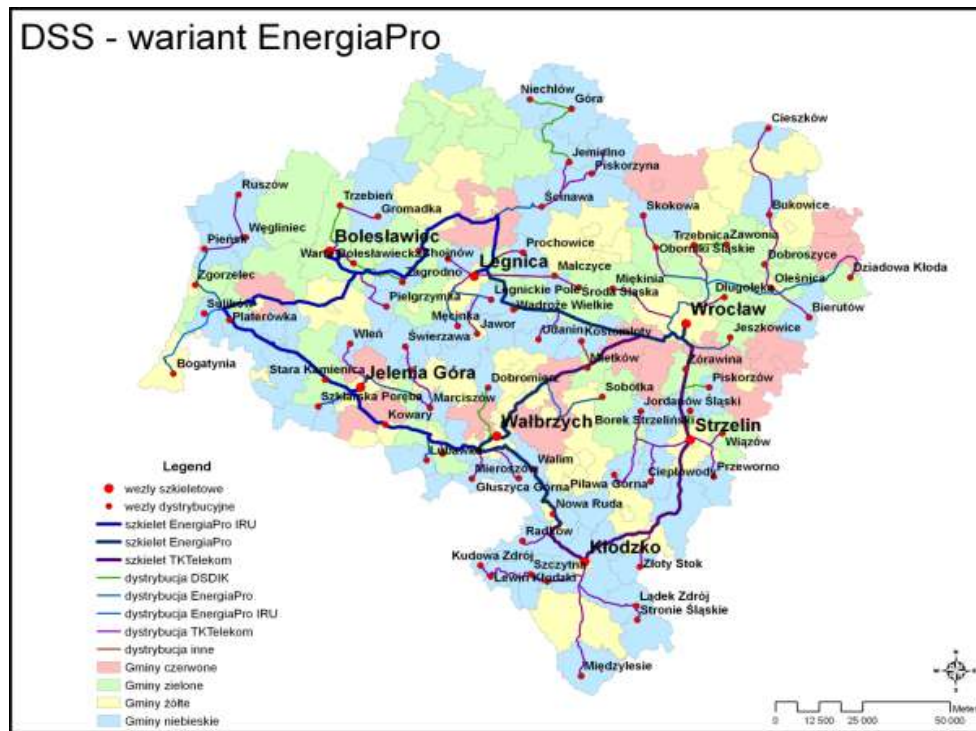 DSS - wariant EnergiaPro
Niechlów
Góra
Cieszków
Jemielno
Piskorzyna
Ruszów
Trzebień
Gromadka
Ścinawa
Skokowa
Bukowice
Węgliniec
Pieńsk
Bolesławiec
Trzebnica
Zawonia
Oborniki Śląskie
Warta Bolesławiecka
Chojnów
Prochowice
Dobroszyce
Dziadowa Kłoda
Zgorzelec
Zagrodno
Legnica
Malczyce
Miękinia
Oleśnica
Długołęka
Sulików
Pielgrzymka
Legnickie Pole
Środa Śląska
Wądroże Wielkie
Bierutów
Platerówka
Męcinka
Jawor
Udanin
Kostomłoty
Wrocław
Jeszkowice
Wleń
Świerzawa
Mietków
Żórawina
Bogatynia
Stara Kamienica
Jelenia Góra
Dobromierz
Sobótka
Piskorzów
Szklarska Poręba
Marciszów
Jordanów Śląski
Kowary
Wałbrzych
Borek Strzeliński
Strzelin
Wiązów
Lubawka
Walim
Mieroszów
Głuszyca Górna
Piława Górna
Ciepłowody
Przeworno
Nowa Ruda
Radków
Kudowa Zdrój
Szczytna
Kłodzko
Złoty Stok
Lewin Kłodzki
Lądek Zdrój
Stronie Śląskie
Międzylesie
Legend
węzły szkieletowe
węzły dystrybucyjne
szkielet EnergiaPro IRU
szkielet EnergiaPro
szkielet TKTelekom
dystrybucja DSDIK
dystrybucja EnergiaPro
dystrybucja EnergiaPro IRU
dystrybucja TKTelekom
dystrybucja inne
Gminy czerwone
Gminy zielone
Gminy żółte
Gminy niebieskie
Meters
0 12 500 25 000 50 000